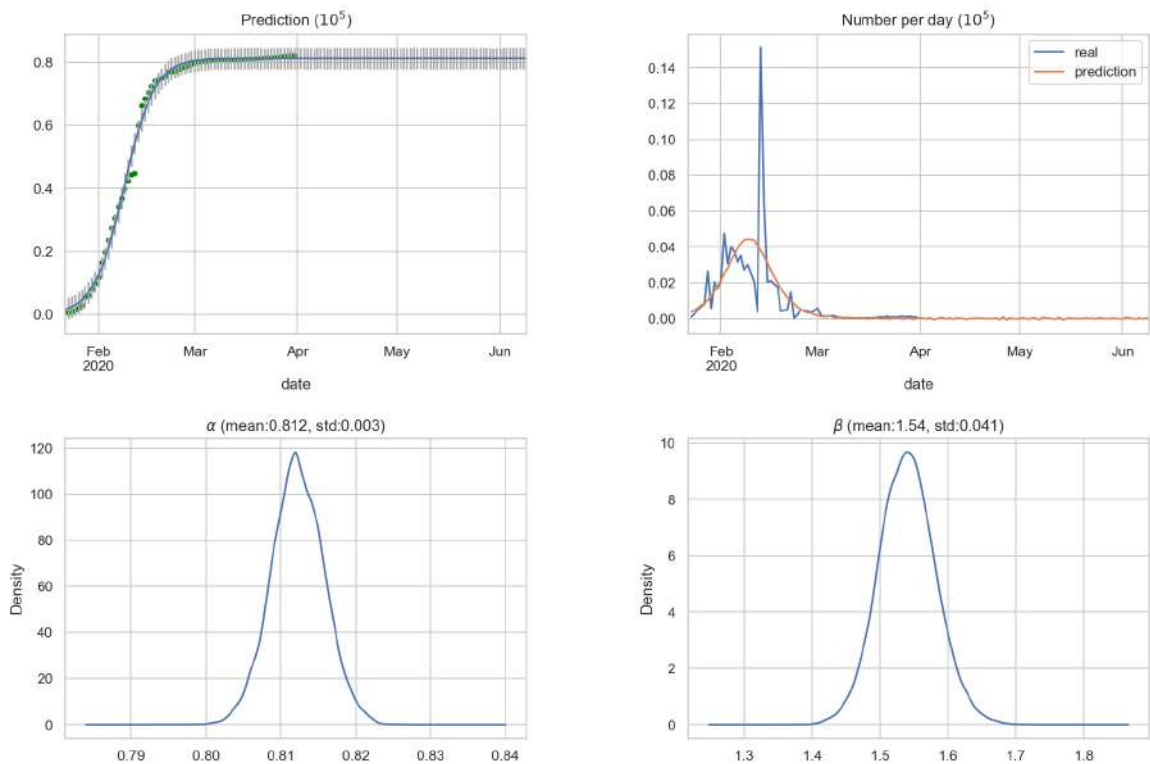 Prediction (10⁵)
0.8
0.6
0.4
0.2
0.0
Feb
2020
Mar
Apr
May
Jun
date
Number per day (10⁵)
real
prediction
0.14
0.12
0.10
0.08
0.06
0.04
0.02
0.00
Feb
2020
Mar
Apr
May
Jun
date
α (mean:0.812, std:0.003)
Density
120
100
80
60
40
20
0
0.79 0.80 0.81 0.82 0.83 0.84
β (mean:1.54, std:0.041)
Density
10
8
6
4
2
0
1.3 1.4 1.5 1.6 1.7 1.8